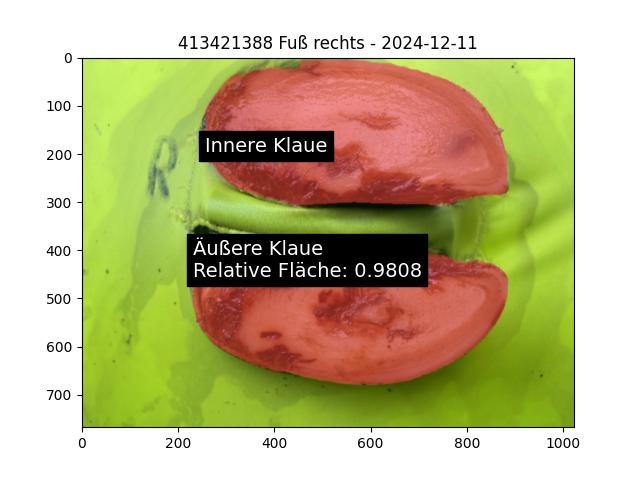 413421388 Fuß rechts - 2024-12-11
0
100
200
300
400
500
600
700
R
Innere Klaue
Äußere Klaue
Relative Fläche: 0.9808
0 200 400 600 800 1000